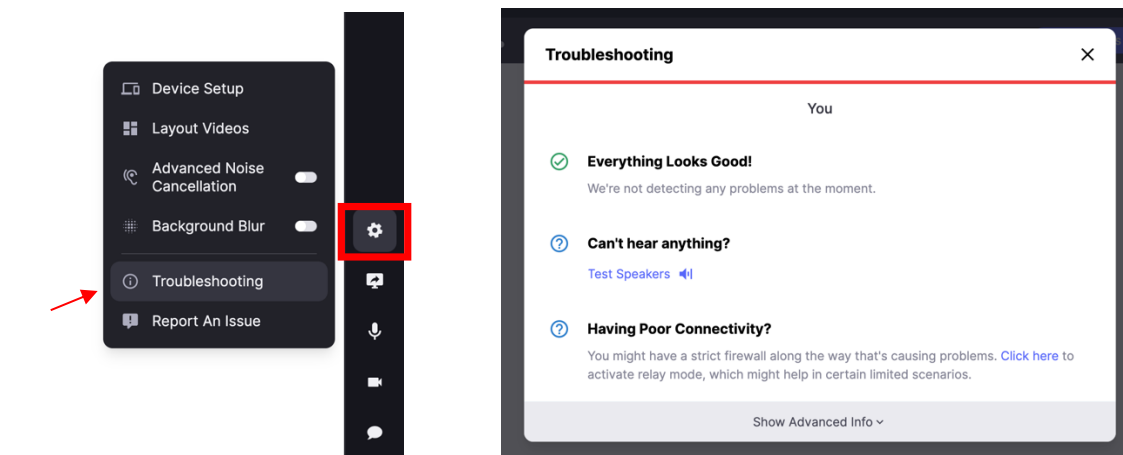 Device Setup
Layout Videos
Advanced Noise
Cancellation
Background Blur
Troubleshooting
Report An Issue
Troubleshooting
You
Everything Looks Good!
We're not detecting any problems at the moment.
Can't hear anything?
Test Speakers
Having Poor Connectivity?
You might have a strict firewall along the way that's causing problems. Click here to
activate relay mode, which might help in certain limited scenarios.
Show Advanced Info